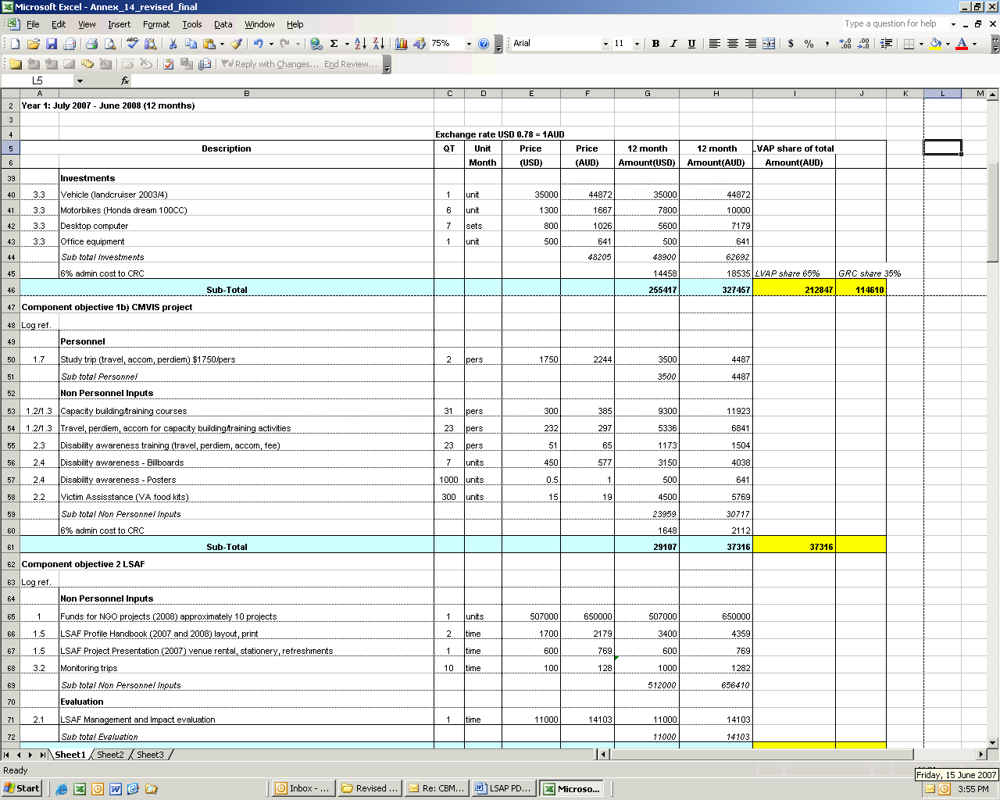 Microsoft Excel - Annex_14_revised_final
File Edit View Insert Format Tools Data Window Help Type a question for help
75% Arial 11 B I U $ % ,
Reply with Changes... End Review...
L5 fx
A B C D E F G H I J K L M
2 Year 1: July 2007 - June 2008 (12 months)
3
4 Exchange rate USD 0.78 = 1AUD
5 Description QT Unit Price Price 12 month 12 month LVAP share of total
6 Month (USD) (AUD) Amount(USD) Amount(AUD) Amount(AUD)
39 Investments
40 3.3 Vehicle (landcruiser 2003/4) 1 unit 35000 44872 35000 44872
41 3.3 Motorbikes (Honda dream 100CC) 6 unit 1300 1667 7800 10000
42 3.3 Desktop computer 7 sets 800 1026 5600 7179
43 3.3 Office equipment 1 unit 500 641 500 641
44 Sub total Investments 48205 48900 62692
45 6% admin cost to CRC 14458 18535 LVAP share 65% GRC share 35%
46 Sub-Total 255417 327457 212847 114610
47 Component objective 1b) CMVIS project
48 Log ref.
49 Personnel
50 1.7 Study trip (travel, accom, perdiem) $1750/pers 2 pers 1750 2244 3500 4487
51 Sub total Personnel 3500 4487
52 Non Personnel Inputs
53 1.2/1.3 Capacity building/training courses 31 pers 300 385 9300 11923
54 1.2/1.3 Travel, perdiem, accom for capacity building/training activities 23 pers 232 297 5336 6841
55 2.3 Disability awareness training (travel, perdiem, accom, fee) 23 pers 51 65 1173 1504
56 2.4 Disability awareness - Billboards 7 units 450 577 3150 4038
57 2.4 Disability awareness - Posters 1000 units 0.5 1 500 641
58 2.2 Victim Assisstance (VA food kits) 300 units 15 19 4500 5769
59 Sub total Non Personnel Inputs 23959 30717
60 6% admin cost to CRC 1648 2112
61 Sub-Total 29107 37316 37316
62 Component objective 2 LSAF
63 Log ref.
64 Non Personnel Inputs
65 1 Funds for NGO projects (2008) approximately 10 projects 1 units 507000 650000 507000 650000
66 1.5 LSAF Profile Handbook (2007 and 2008) layout, print 2 time 1700 2179 3400 4359
67 1.5 LSAF Project Presentation (2007) venue rental, stationery, refreshments 1 time 600 769 600 769
68 3.2 Monitoring trips 10 time 100 128 1000 1282
69 Sub total Non Personnel Inputs 512000 656410
70 Evaluation
71 2.1 LSAF Management and Impact evaluation 1 time 11000 14103 11000 14103
72 Sub total Evaluation 11000 14103
Sheet1 Sheet2 Sheet3
Ready
Friday, 15 June 2007
Start Inbox - ... Revised ... Re: CBM... LSAP PD... Microso... 3:55 PM